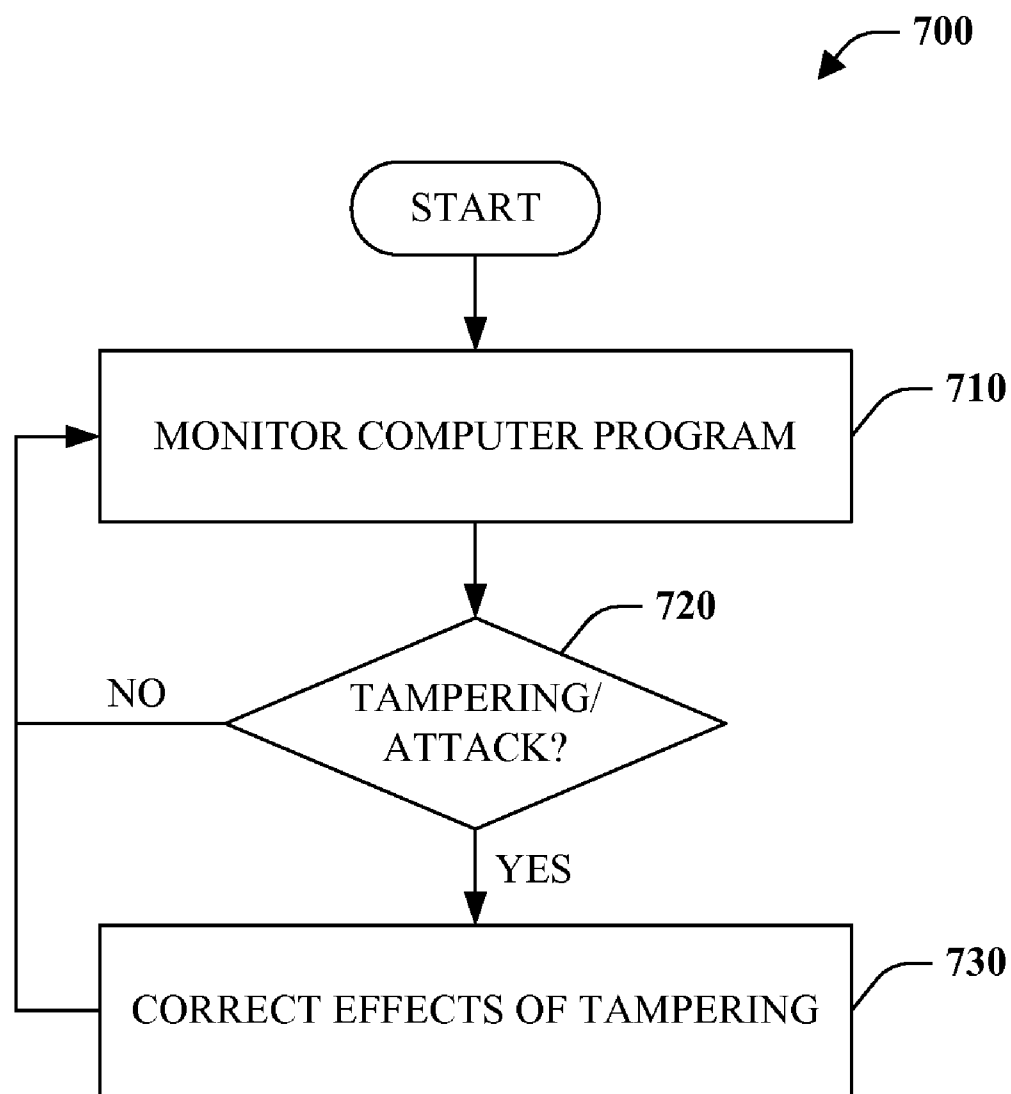 700
START
710
MONITOR COMPUTER PROGRAM
720
NO
TAMPERING/
ATTACK?
YES
730
CORRECT EFFECTS OF TAMPERING